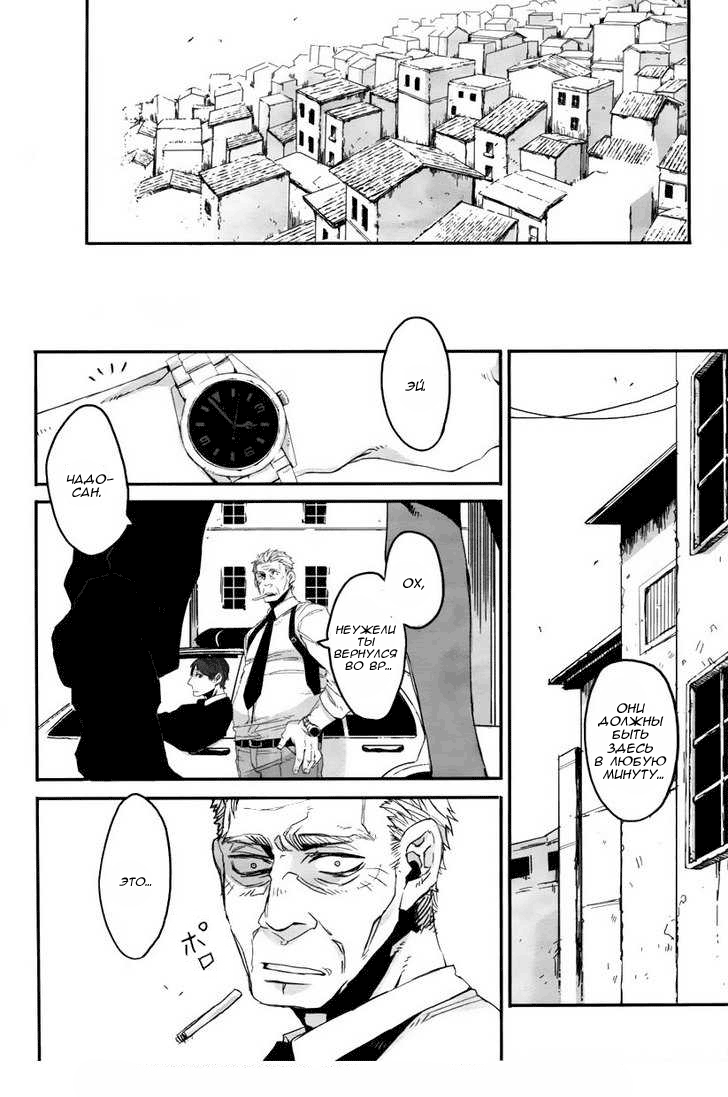 ОНИ
ДОЛЖНЫ
БЫТЬ
ЗДЕСЬ
В ЛЮБУЮ
МИНУТУ...
ЭЙ.
ЧАДО-
САН.
ОХ,
НЕУЖЕЛИ
ТЫ
ВЕРНУЛСЯ
ВО ВР...
ЭТО...
ポロ